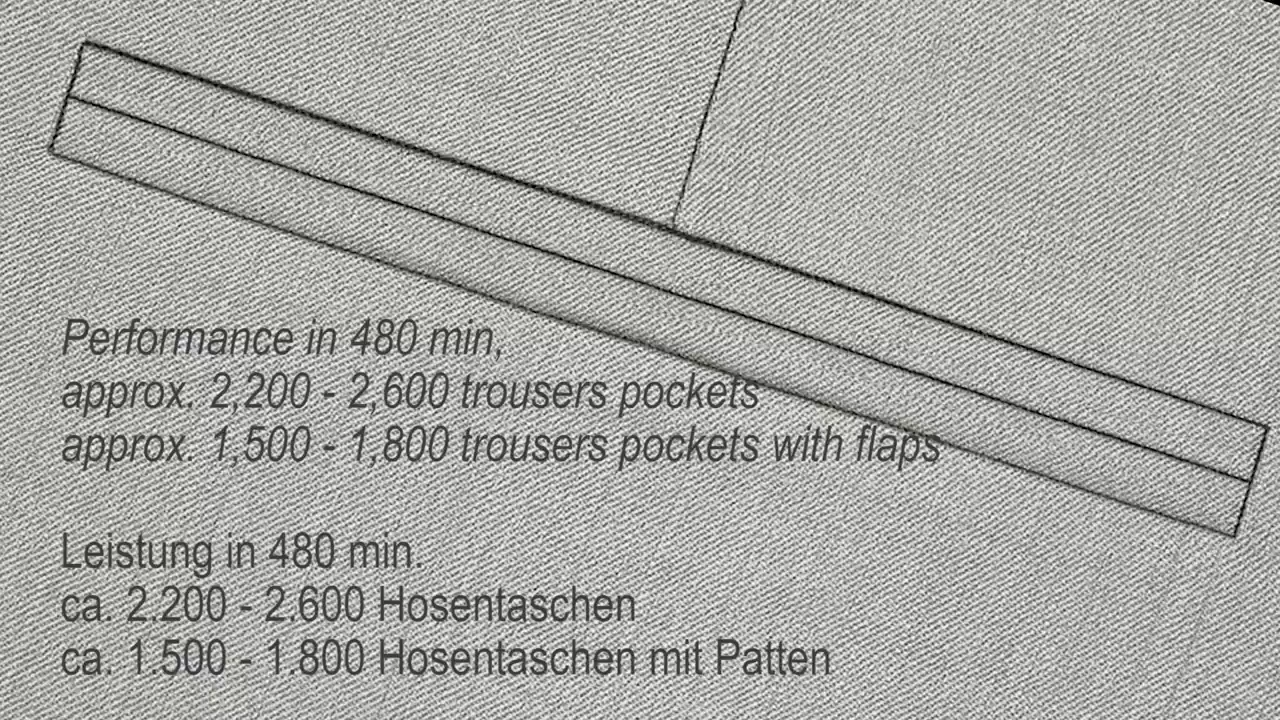 Performance in 480 min,
approx. 2,200 - 2,600 trousers pockets
approx. 1,500 - 1,800 trousers pockets with flaps
Leistung in 480 min.
ca. 2.200 - 2.600 Hosentaschen
ca. 1.500 - 1.800 Hosentaschen mit Patten